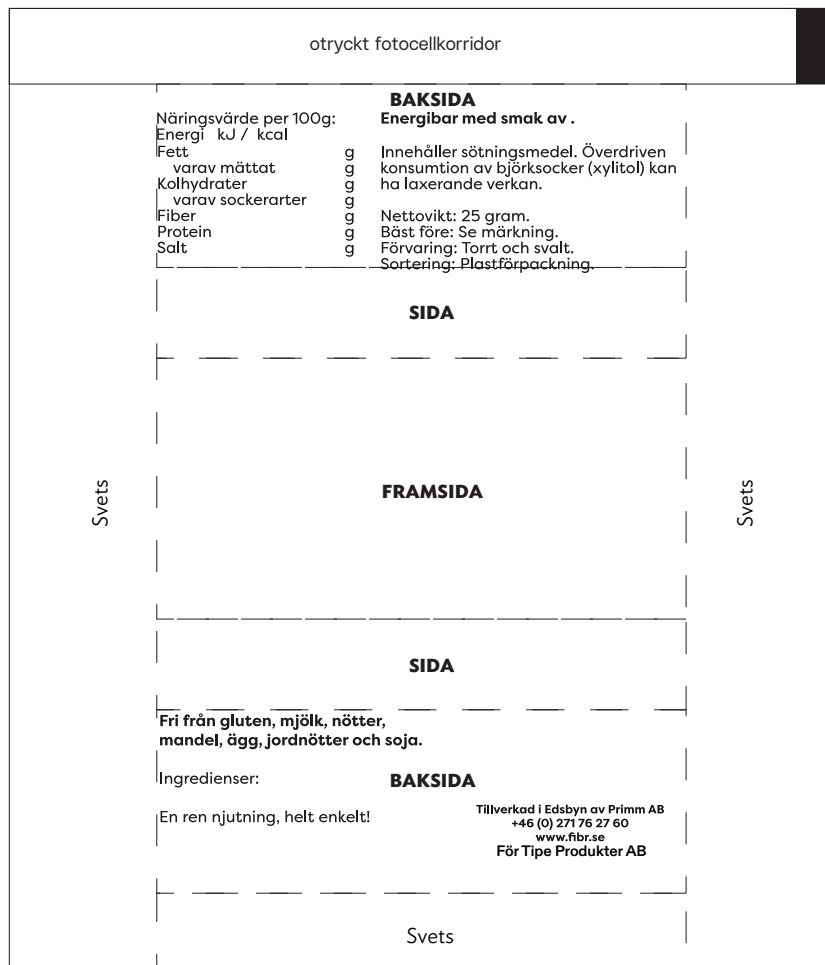 otryckt fotocellkorridor
BAKSIDA
Näringsvärde per 100g:
Energi kJ / kcal
Fett g
varav mättat g
Kolhydrater g
varav sockerarter g
Fiber g
Protein g
Salt g
Energibar med smak av .
Innehåller sötningsmedel. Överdriven
konsumtion av björksocker (xylitol) kan
ha laxerande verkan.
Nettovikt: 25 gram.
Bäst före: Se märkning.
Förvaring: Torrt och svalt.
Sortering: Plastförpackning.
SIDA
Svets
FRAMSIDA
Svets
SIDA
Fri från gluten, mjölk, nötter,
mandel, ägg, jordnötter och soja.
Ingredienser:
BAKSIDA
En ren njutning, helt enkelt!
Tillverkad i Edsbyn av Primm AB
+46 (0) 271 76 27 60
www.fibr.se
För Tipe Produkter AB
Svets